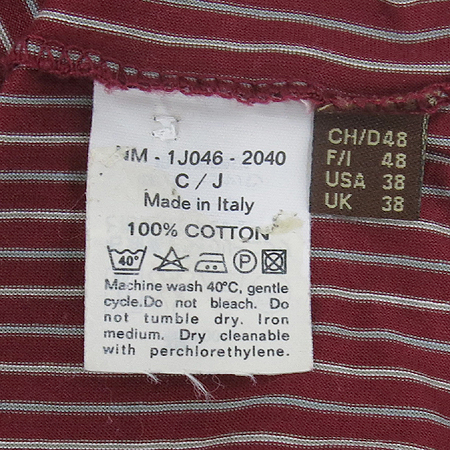 IM - 1J046 - 2040
C / J
Made in Italy
100% COTTON
40° P
Machine wash 40°C, gentle
cycle.Do not bleach. Do
not tumble dry. Iron
medium. Dry cleanable
with perchlorethylene.
CH/D48
F/I 48
USA 38
UK 38